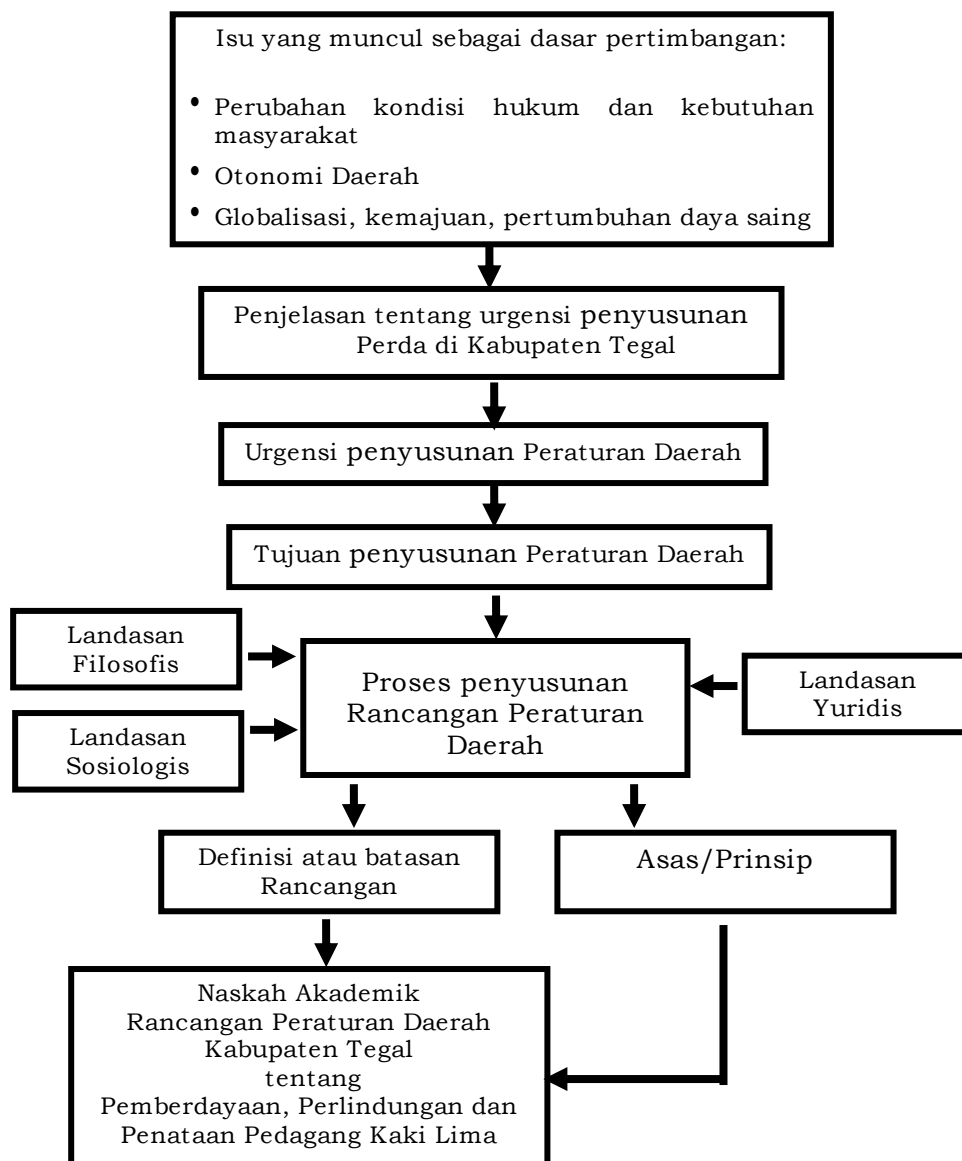 Isu yang muncul sebagai dasar pertimbangan:
• Perubahan kondisi hukum dan kebutuhan
masyarakat
• Otonomi Daerah
• Globalisasi, kemajuan, pertumbuhan daya saing
Penjelasan tentang urgensi penyusunan
Perda di Kabupaten Tegal
Urgensi penyusunan Peraturan Daerah
Tujuan penyusunan Peraturan Daerah
Landasan
FiIosofis
Landasan
Sosiologis
Proses penyusunan
Rancangan Peraturan
Daerah
Landasan
Yuridis
Definisi atau batasan
Rancangan
Asas/Prinsip
Naskah Akademik
Rancangan Peraturan Daerah
Kabupaten Tegal
tentang
Pemberdayaan, Perlindungan dan
Penataan Pedagang Kaki Lima